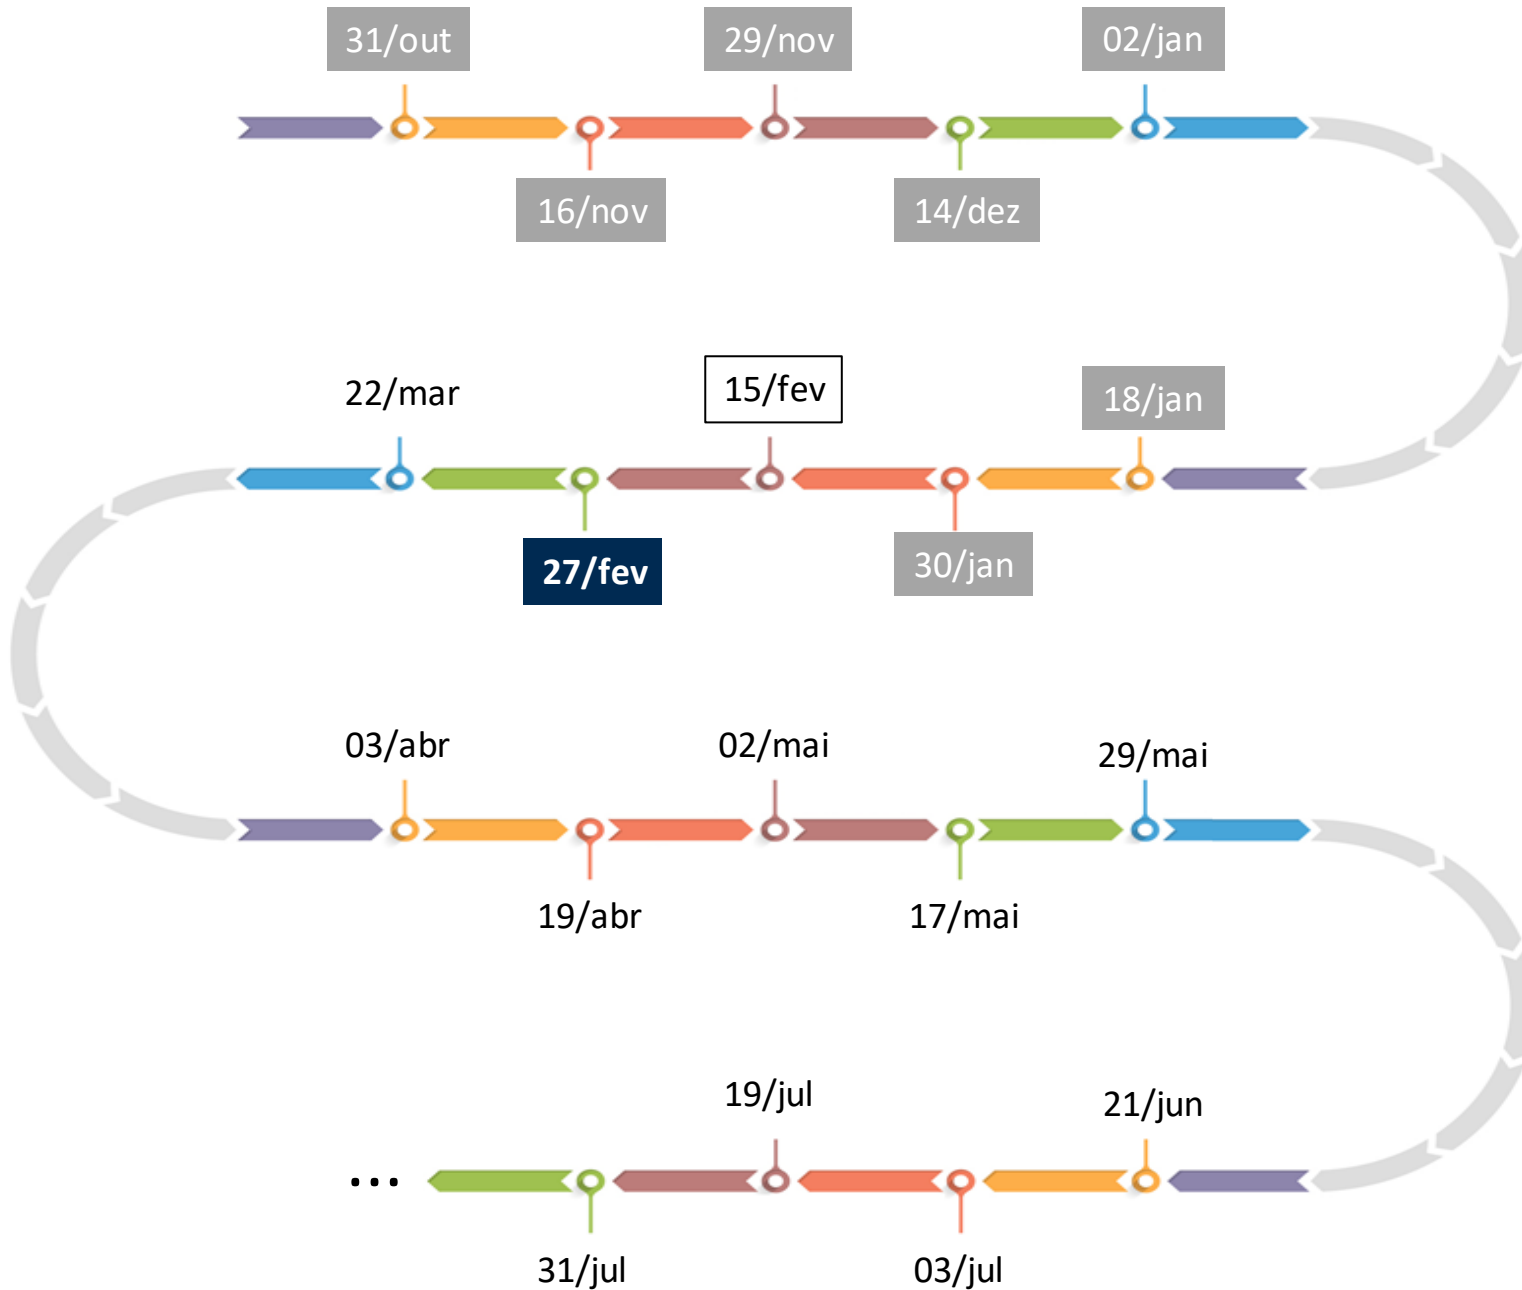 31/out
29/nov
02/jan
16/nov
14/dez
22/mar
15/fev
18/jan
27/fev
30/jan
03/abr
02/mai
29/mai
19/abr
17/mai
19/jul
21/jun
...
31/jul
03/jul